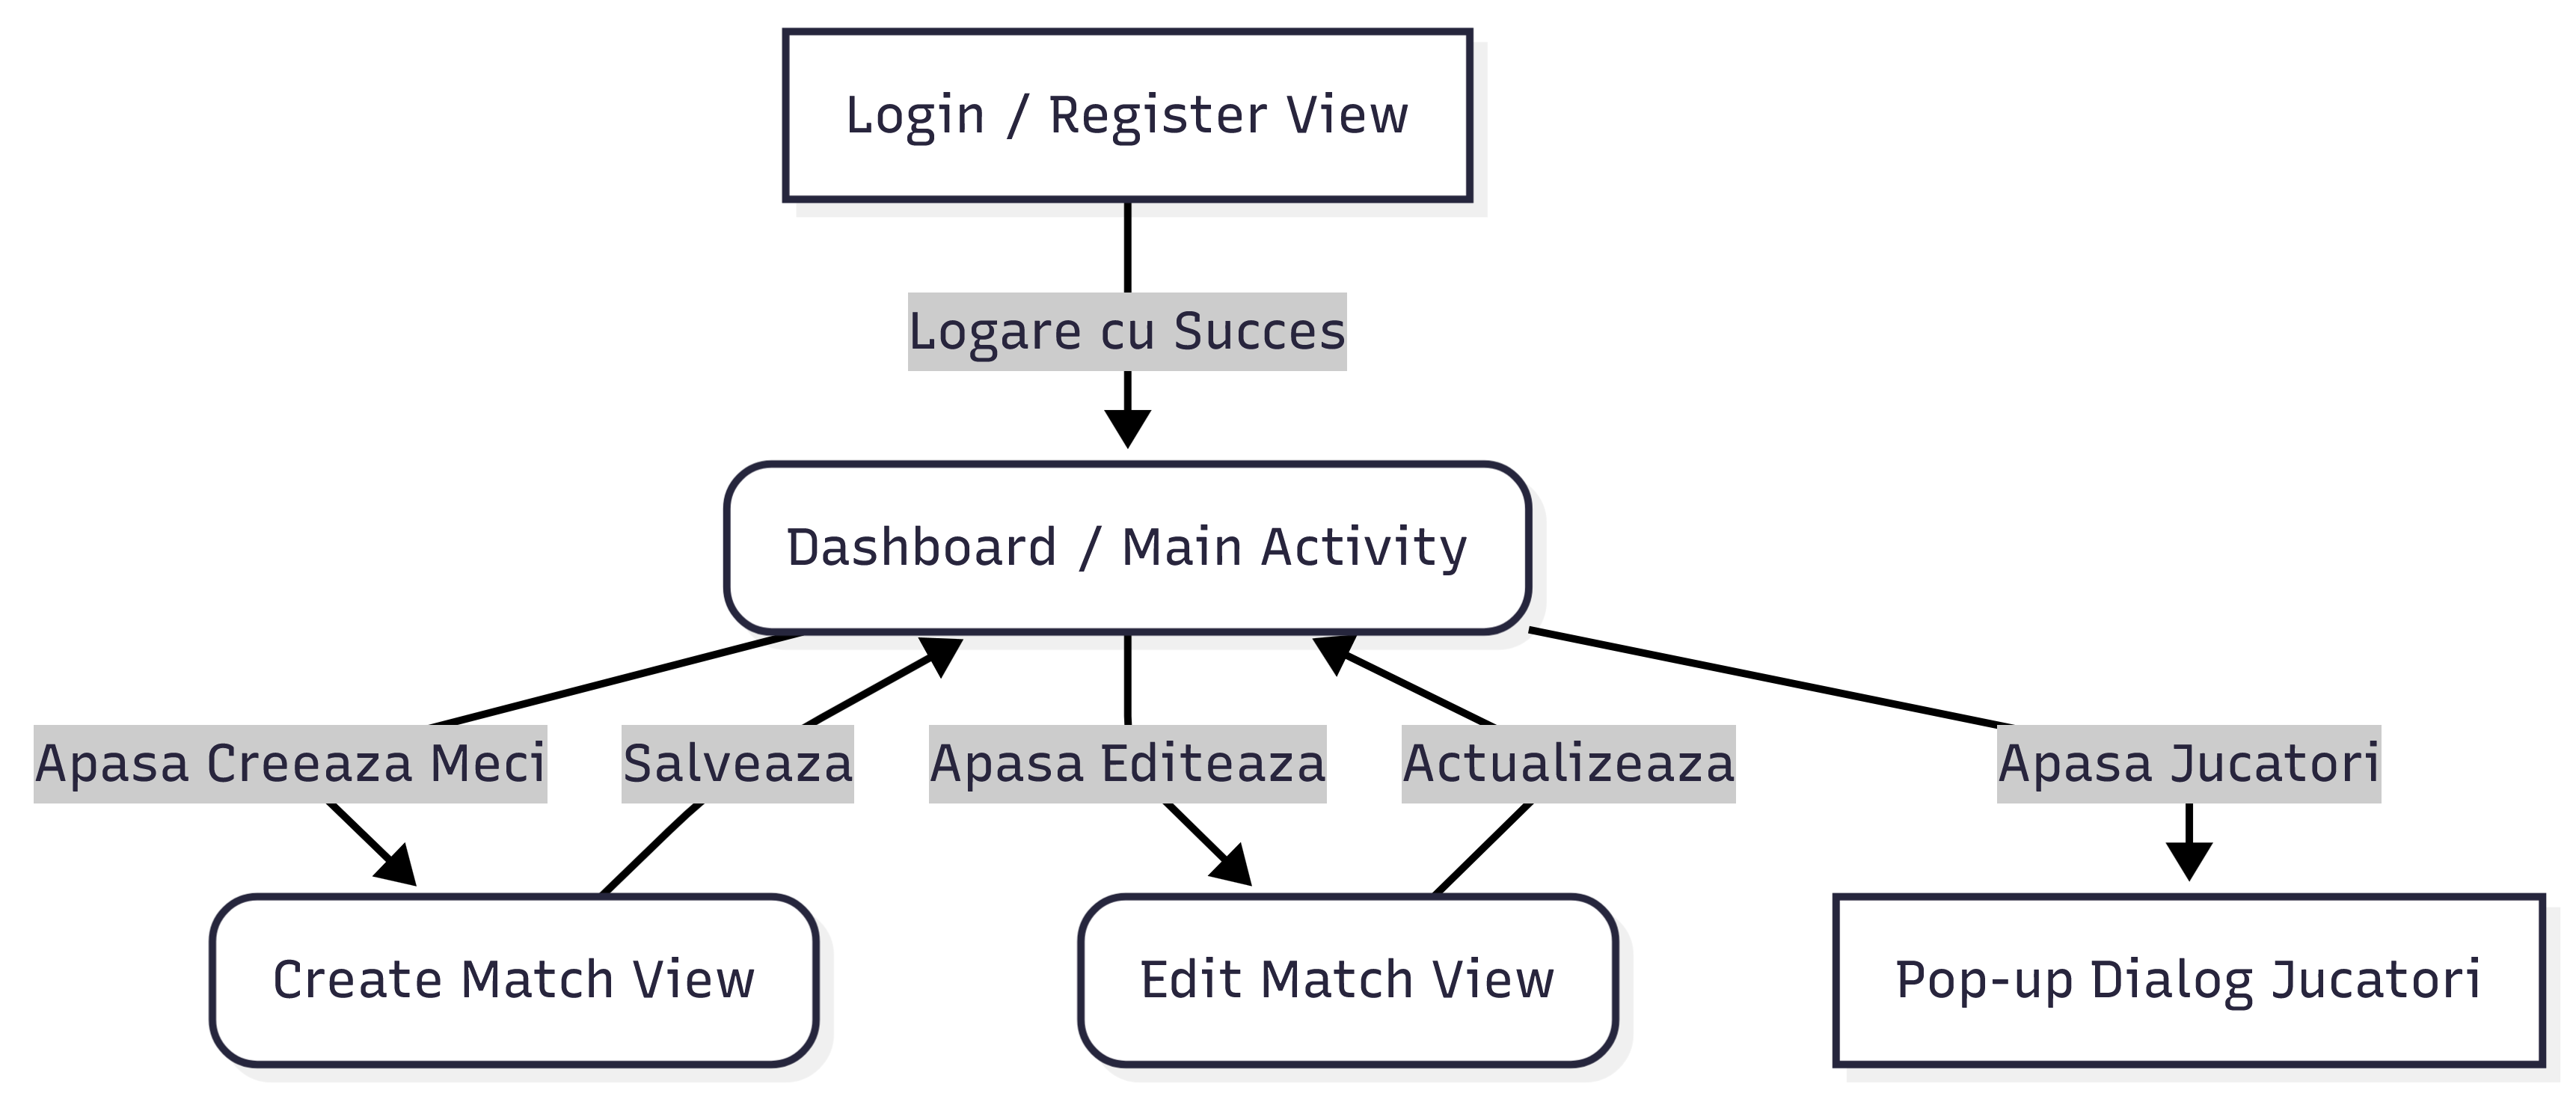 Login / Register View
Logare cu Succes
Dashboard / Main Activity
Apasa Creeaza Meci
Salveaza
Apasa Editeaza
Actualizeaza
Apasa Jucatori
Create Match View
Edit Match View
Pop-up Dialog Jucatori